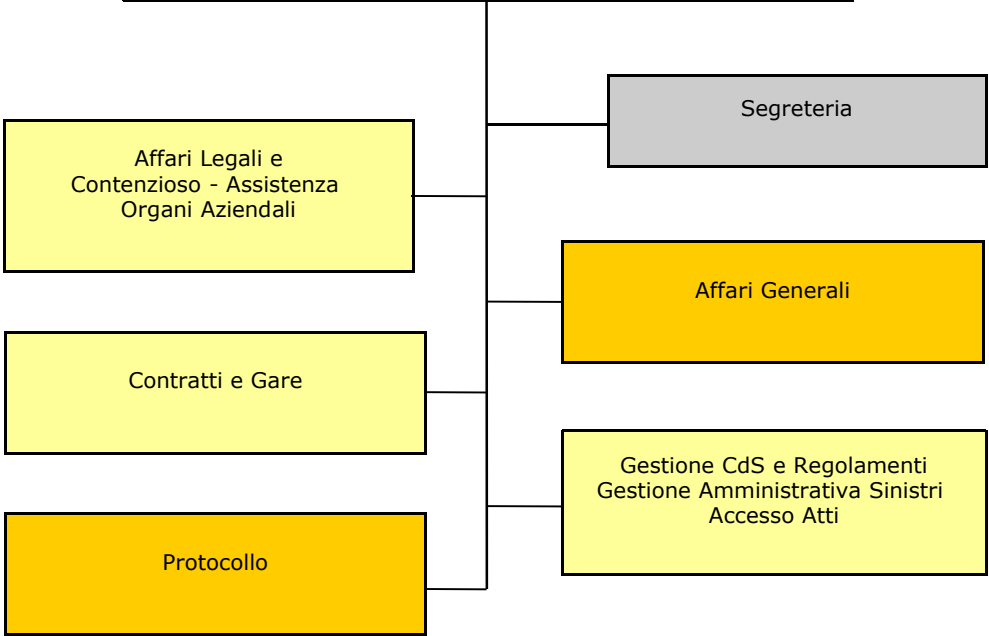 Segreteria
Affari Legali e
Contenzioso - Assistenza
Organi Aziendali
Affari Generali
Contratti e Gare
Gestione CdS e Regolamenti
Gestione Amministrativa Sinistri
Accesso Atti
Protocollo